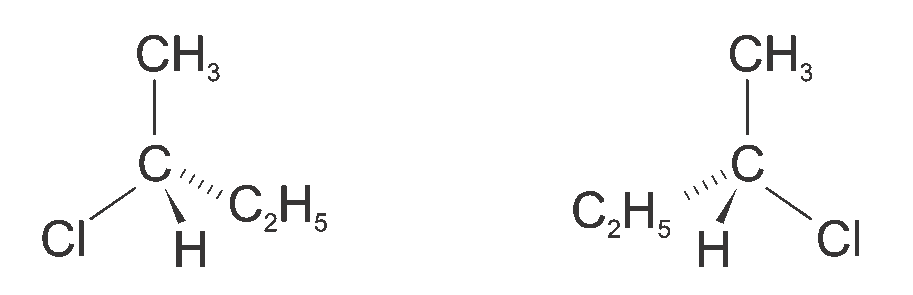 CH₃ CH₃
C C
C₂H₅ C₂H₅
Cl H H Cl